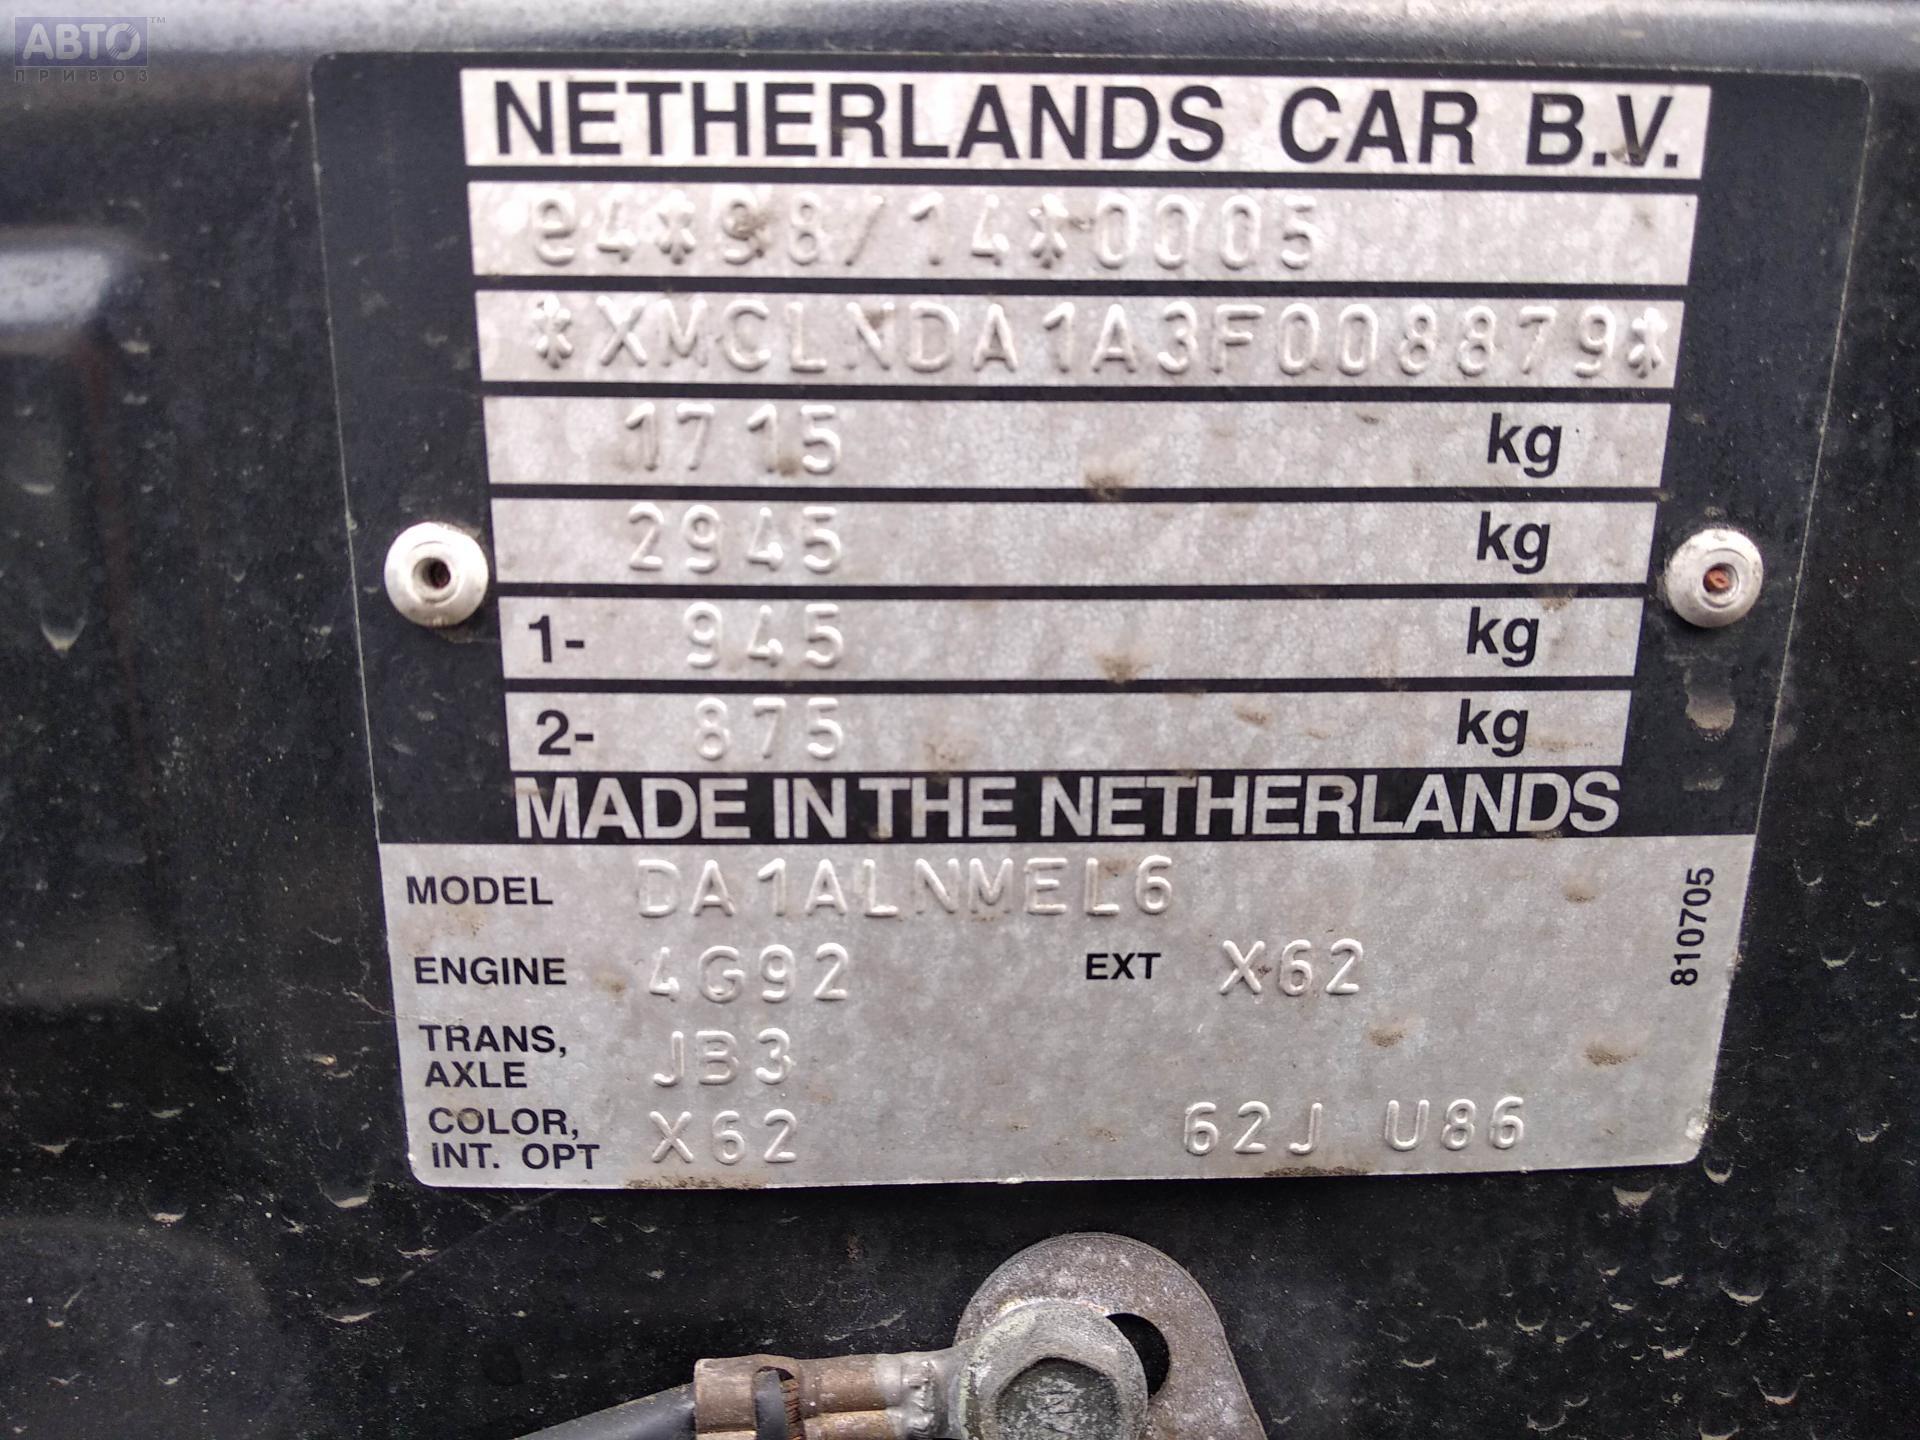 АВТО™
ПРИВОЗ
NETHERLANDS CAR B.V.
e4*98/14*0005
*XMCLNDA1A3F008879*
1715 kg
2945 kg
1- 945 kg
2- 875 kg
MADE IN THE NETHERLANDS
MODEL DA1ALNMEL6
ENGINE 4G92 EXT X62
TRANS, AXLE JB3
COLOR, INT. OPT X62 62J U86
810705